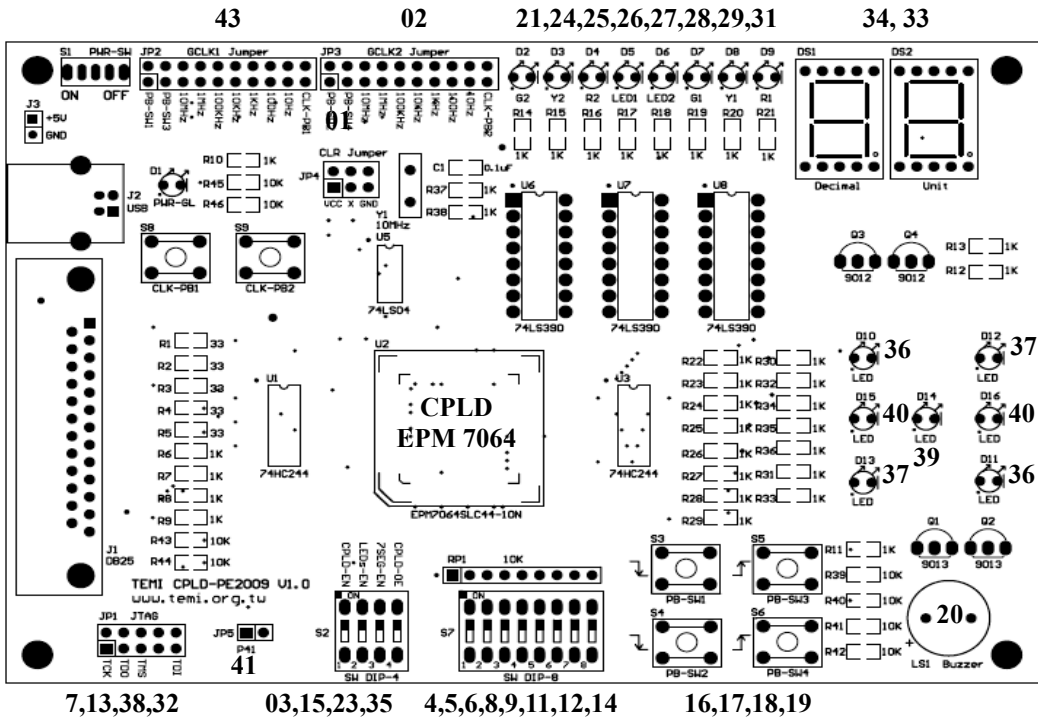 43
02
21,24,25,26,27,28,29,31
34, 33
S1 PWR-SW
ON OFF
J3
+5V
GND
JP2 GCLK1 Jumper
PB-SW1
PB-SW3
10MHz
1MHz
100KHz
10KHz
1KHz
100Hz
10Hz
CLK-PB1
JP3 GCLK2 Jumper
10MHz
1MHz
100KHz
10KHz
1KHz
100Hz
CLK-PB2
01
D2 D3 D4 D5 D6 D7 D8 D9
G2 Y2 R2 LED1 LED2 G1 Y1 R1
R14 R15 R16 R17 R18 R19 R20 R21
1K 1K 1K 1K 1K 1K 1K 1K
DS1 DS2
Decimal Unit
J2
USB
D1
PWR-GL
R10 1K
R45 10K
R46 10K
CLR Jumper
JP4
VCC X GND
Y1
10MHz
C1 0.1uF
R37 1K
R38 1K
U5
74LS04
U6 U7 U8
74LS390 74LS390 74LS390
Q3 Q4
9012 9012
R13 1K
R12 1K
S8 S9
CLK-PB1 CLK-PB2
R1 33
R2 33
R3 33
R4 33
R5 33
R6 1K
R7 1K
R8 1K
R9 1K
R43 10K
R44 10K
J1
DB25
U1
74HC244
U2
CPLD
EPM 7064
EPM7064SLC44-10N
U3
74HC244
R22 1K R30 1K
R23 1K R32 1K
R24 1K R34 1K
R25 1K R35 1K
R26 1K R36 1K
R27 1K R31 1K
R28 1K R33 1K
R29 1K
D10 36 D12 37
LED LED
D15 40 D14 D16 40
LED LED LED
39
D13 37 D11 36
LED LED
TEMI CPLD-PE2009 V1.0
www.temi.org.tw
JP1 JTAG
TCK
TDO
TMS
TDI
JP5
P41
41
CPLD-EN
LEDs-EN
7SEG-EN
CPLD-OE
S2
ON
1 2 3 4
SW DIP-4
RP1 10K
S7
ON
1 2 3 4 5 6 7 8
SW DIP-8
S3 S5
PB-SW1 PB-SW3
S4 S6
PB-SW2 PB-SW4
R11 1K
R39 10K
R40 10K
R41 10K
R42 10K
Q1 Q2
9013 9013
20
LS1 Buzzer
7,13,38,32
03,15,23,35
4,5,6,8,9,11,12,14
16,17,18,19